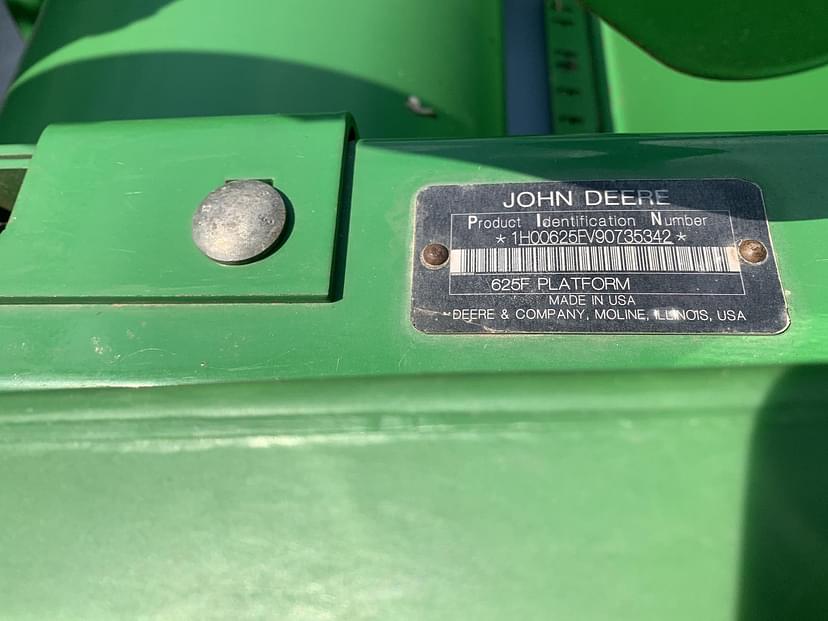 JOHN DEERE
Product Identification Number
*1H00625FV90735342*
625F PLATFORM
MADE IN USA
DEERE & COMPANY, MOLINE, ILLINOIS, USA